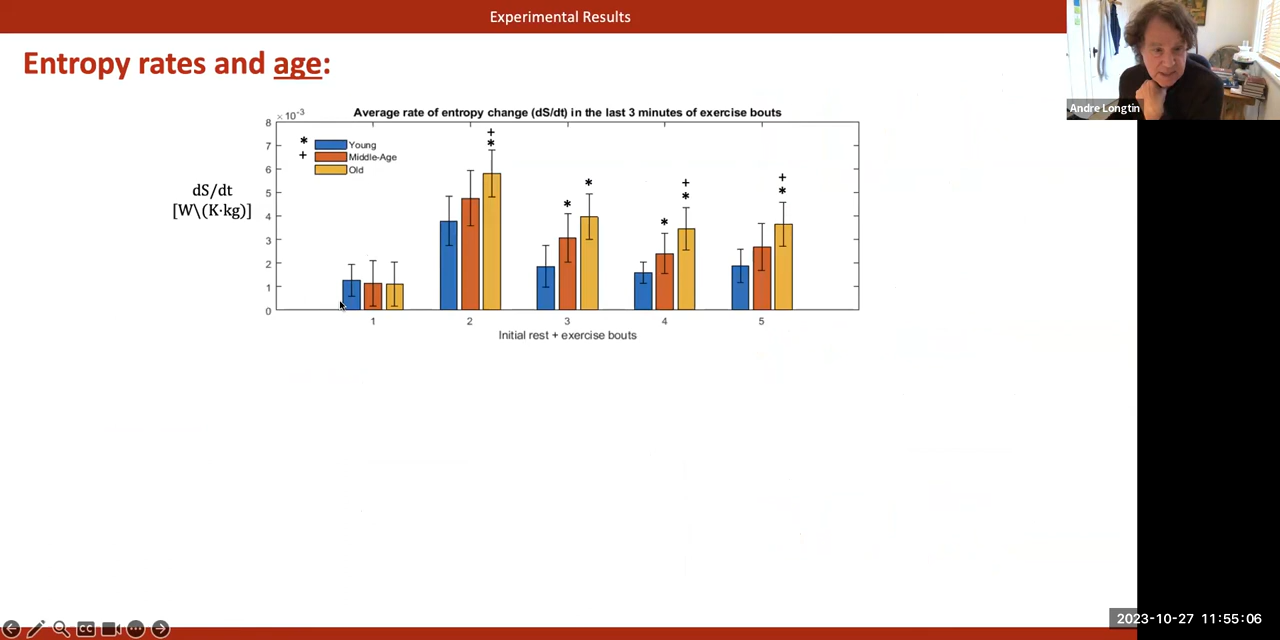 Experimental Results
Andre Longtin
Entropy rates and age:
Average rate of entropy change (dS/dt) in the last 3 minutes of exercise bouts
×10-3
8
7
6
5
4
3
2
1
0
dS/dt
[W\(K·kg)]
* Young
+ Middle-Age
Old
+
*
*
*
*
+
*
+
*
1 2 3 4 5
Initial rest + exercise bouts
CC
2023-10-27 11:55:06